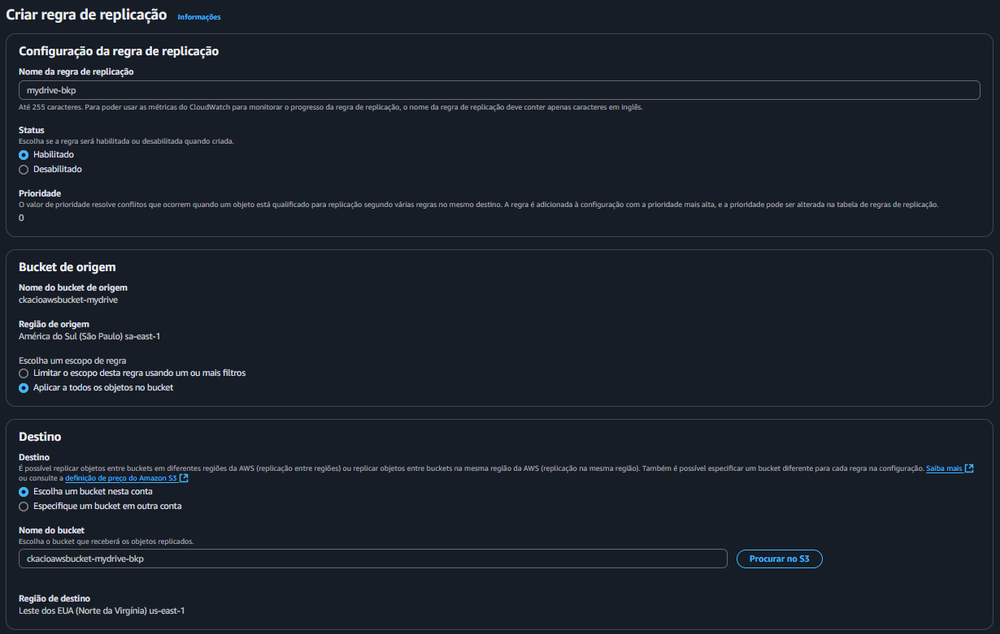 Criar regra de replicação Informações
Configuração da regra de replicação
Nome da regra de replicação
mydrive-bkp
Até 255 caracteres. Para poder usar as métricas do CloudWatch para monitorar o progresso da regra de replicação, o nome da regra de replicação deve conter apenas caracteres em inglês.
Status
Escolha se a regra será habilitada ou desabilitada quando criada.
Habilitado
Desabilitado
Prioridade
O valor de prioridade resolve conflitos que ocorrem quando um objeto está qualificado para replicação segundo várias regras no mesmo destino. A regra é adicionada à configuração com a prioridade mais alta, e a prioridade pode ser alterada na tabela de regras de replicação.
0
Bucket de origem
Nome do bucket de origem
ckacioawsbucket-mydrive
Região de origem
América do Sul (São Paulo) sa-east-1
Escolha um escopo de regra
Limitar o escopo desta regra usando um ou mais filtros
Aplicar a todos os objetos no bucket
Destino
Destino
É possível replicar objetos entre buckets em diferentes regiões da AWS (replicação entre regiões) ou replicar objetos entre buckets na mesma região da AWS (replicação na mesma região). Também é possível especificar um bucket diferente para cada regra na configuração. Saiba mais
ou consulte a definição de preço do Amazon S3
Escolha um bucket nesta conta
Especifique um bucket em outra conta
Nome do bucket
Escolha o bucket que receberá os objetos replicados.
ckacioawsbucket-mydrive-bkp Procurar no S3
Região de destino
Leste dos EUA (Norte da Virgínia) us-east-1